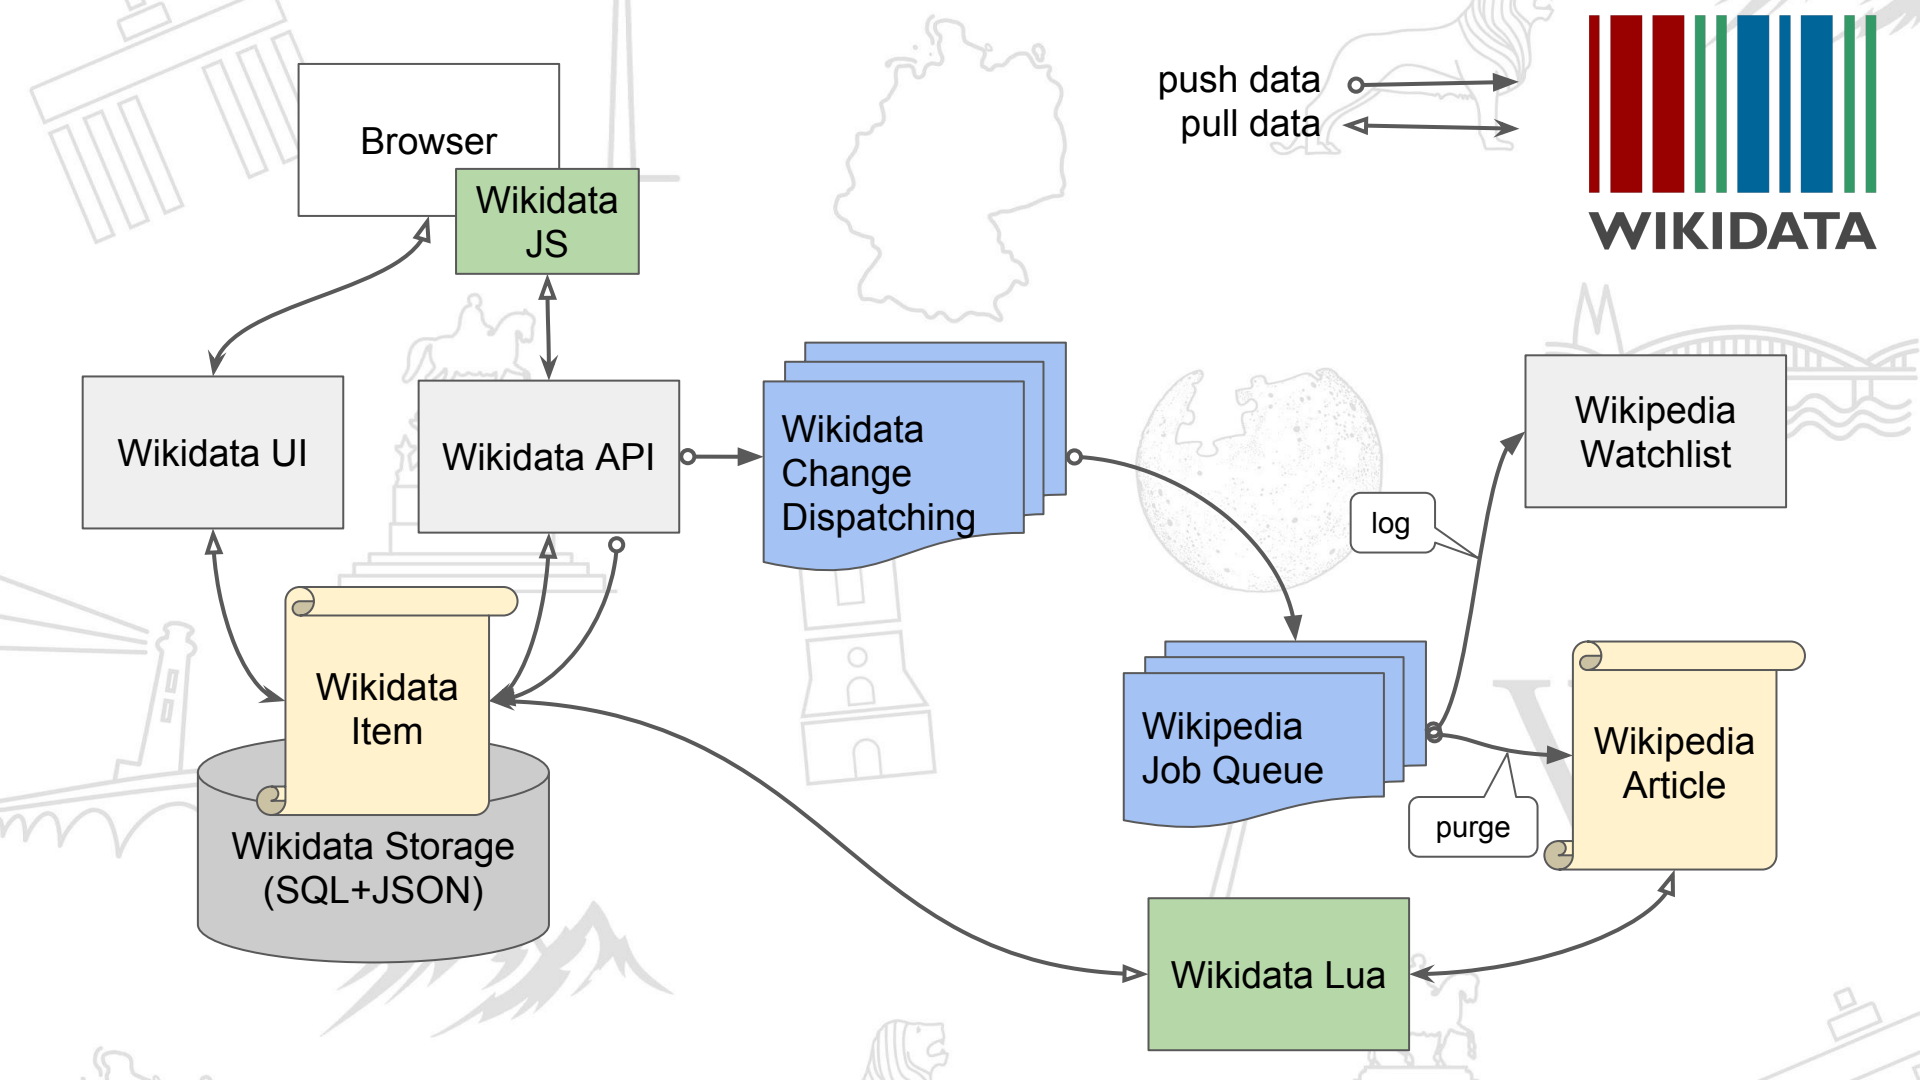 push data
pull data
WIKIDATA
Browser
Wikidata
JS
Wikidata UI
Wikidata API
Wikidata
Change
Dispatching
Wikipedia
Watchlist
log
Wikidata
Item
Wikipedia
Job Queue
Wikipedia
Article
purge
Wikidata Storage
(SQL+JSON)
Wikidata Lua